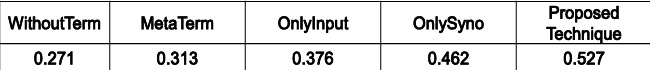 WithoutTerm MetaTerm OnlyInput OnlySyno Proposed Technique
0.271 0.313 0.376 0.462 0.527